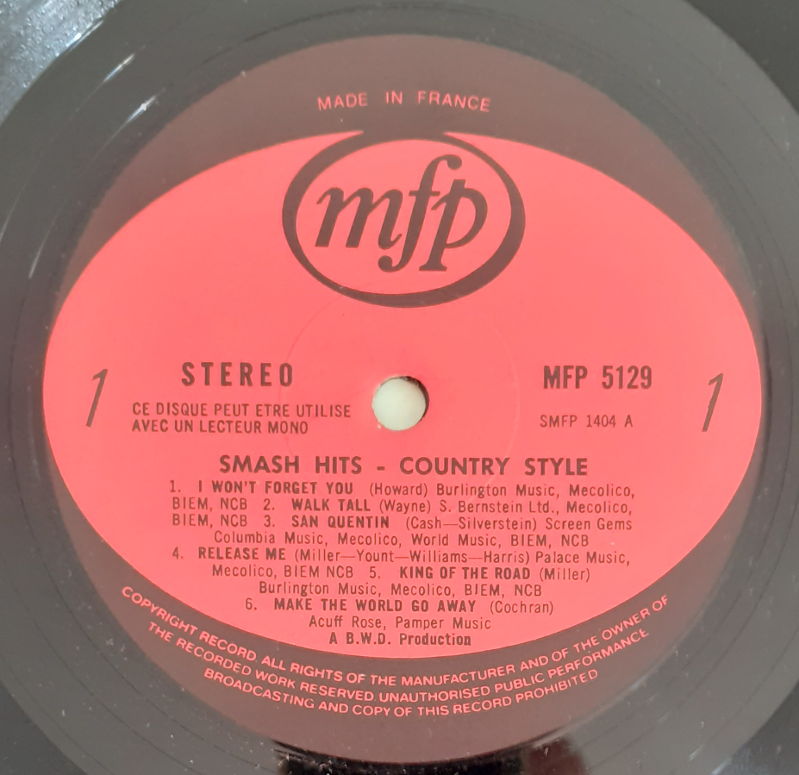 MADE IN FRANCE
mfp
1
STEREO
CE DISQUE PEUT ETRE UTILISE
AVEC UN LECTEUR MONO
MFP 5129
SMFP 1404 A
1
SMASH HITS - COUNTRY STYLE
1. I WON'T FORGET YOU (Howard) Burlington Music, Mecolico,
BIEM, NCB 2. WALK TALL (Wayne) S. Bernstein Ltd., Mecolico,
BIEM, NCB 3. SAN QUENTIN (Cash—Silverstein) Screen Gems
Columbia Music, Mecolico, World Music, BIEM, NCB
4. RELEASE ME (Miller—Yount—Williams—Harris) Palace Music,
Mecolico, BIEM NCB 5. KING OF THE ROAD (Miller)
Burlington Music, Mecolico, BIEM, NCB
6. MAKE THE WORLD GO AWAY (Cochran)
Acuff Rose, Pamper Music
A B.W.D. Production
COPYRIGHT RECORD ALL RIGHTS OF THE MANUFACTURER AND OF THE OWNER OF
THE RECORDED WORK RESERVED UNAUTHORISED PUBLIC PERFORMANCE
BROADCASTING AND COPY OF THIS RECORD PROHIBITED